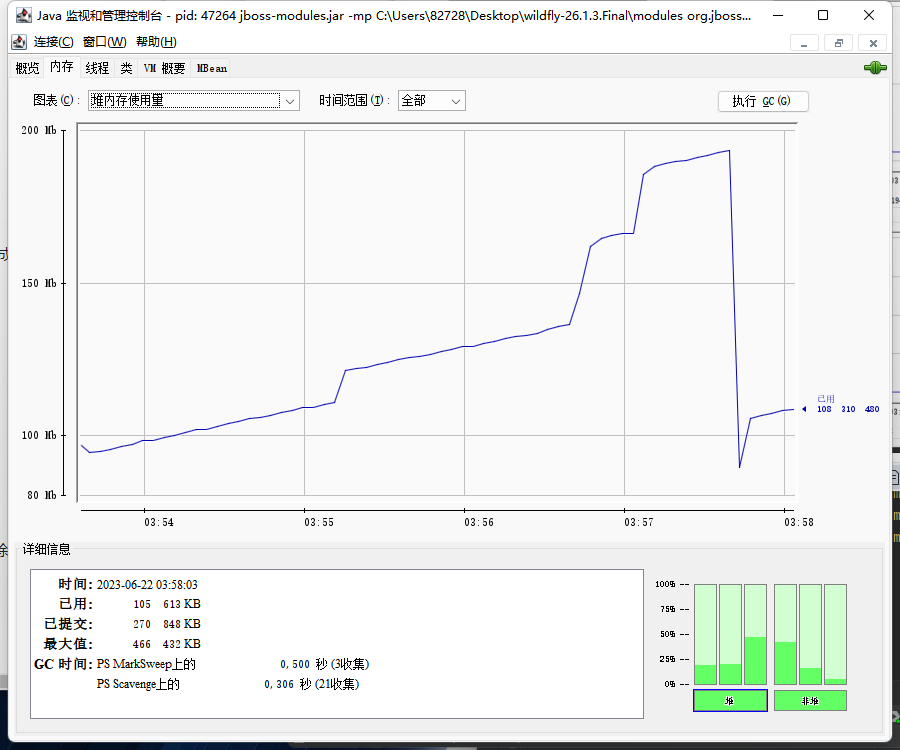 Java 监视和管理控制台 - pid: 47264 jboss-modules.jar -mp C:\Users\82728\Desktop\wildfly-26.1.3.Final\modules org.jboss...
连接(C) 窗口(W) 帮助(H)
概览 内存 线程 类 VM 概要 MBean
图表(C): 堆内存使用量 时间范围(T): 全部 执行 GC(G)
200 Mb
150 Mb
100 Mb
80 Mb
已用
108 310 480
03:54 03:55 03:56 03:57 03:58
详细信息
时间: 2023-06-22 03:58:03
已用: 105 613 KB
已提交: 270 848 KB
最大值: 466 432 KB
GC 时间: PS MarkSweep上的 0,500 秒 (3收集)
PS Scavenge上的 0,306 秒 (21收集)
100% --
75% --
50% --
25% --
0% --
堆 非堆